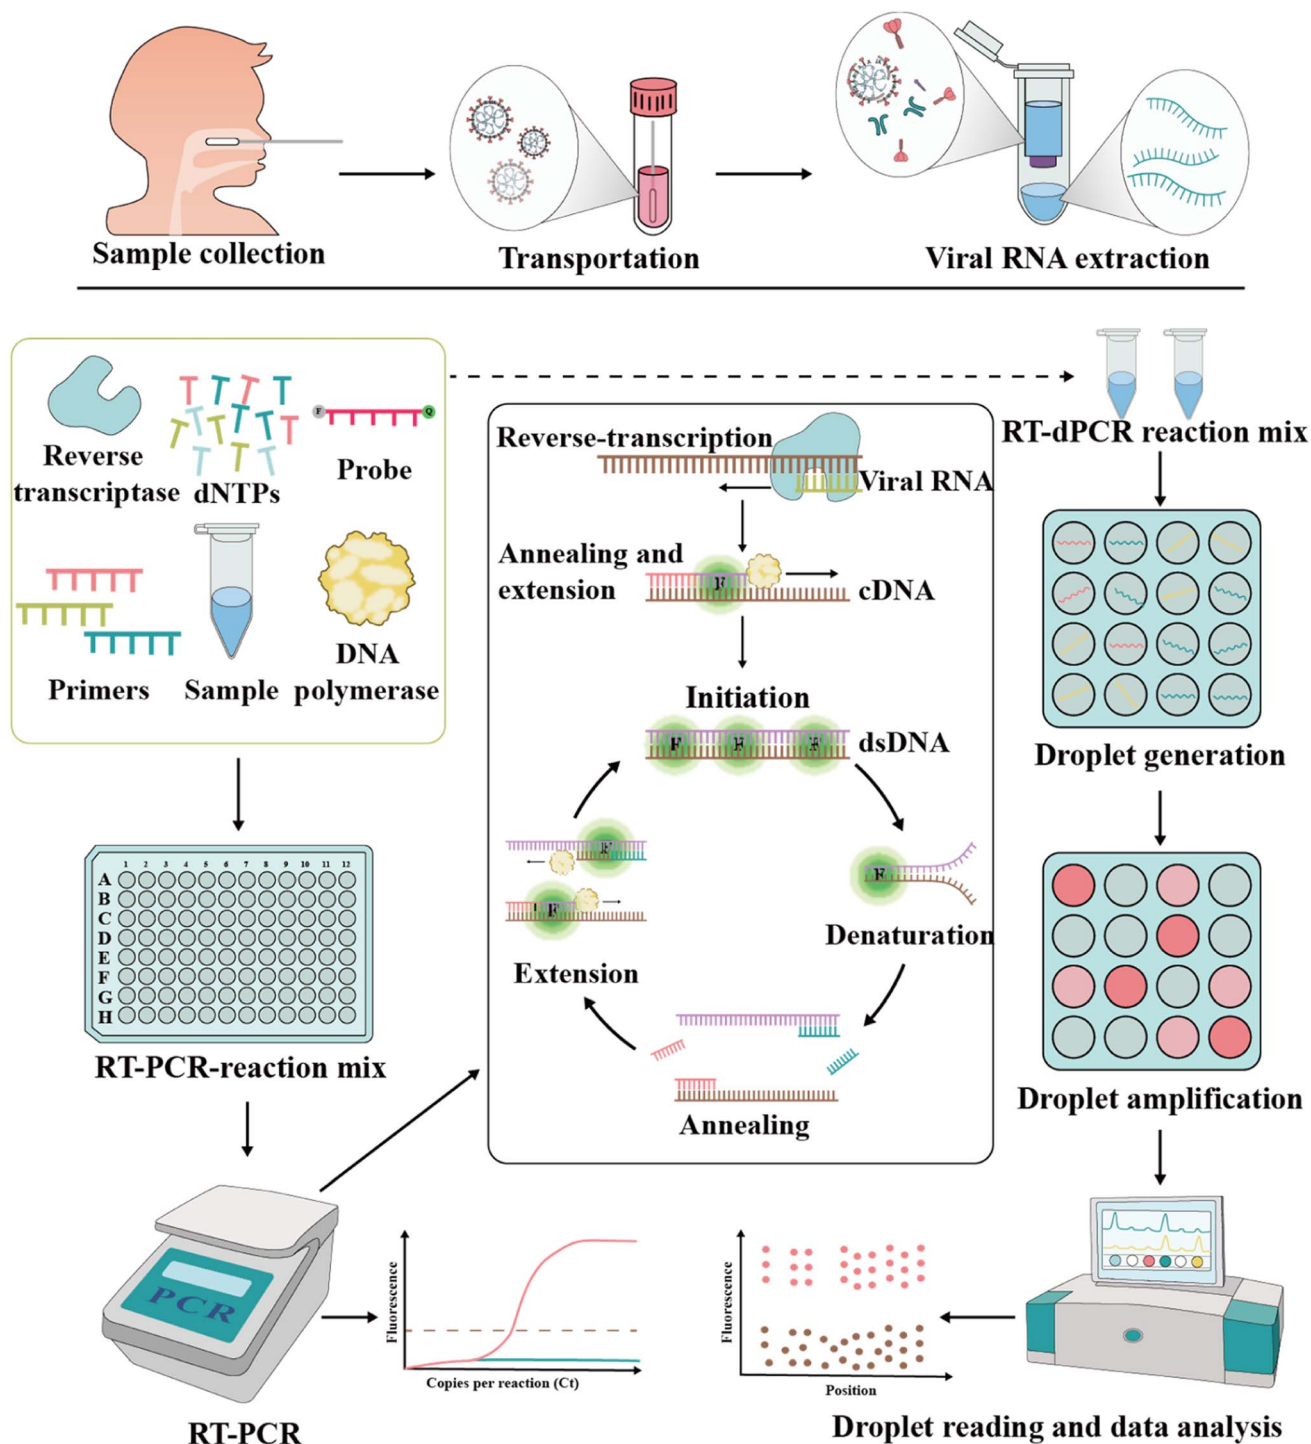 Sample collection
Transportation
Viral RNA extraction
F
Q
Reverse
transcriptase
dNTPs
Probe
Primers
Sample
DNA
polymerase
Reverse-transcription
Viral RNA
Annealing and
extension
F
cDNA
Initiation
F F F
dsDNA
F
F
F
Denaturation
Extension
Annealing
RT-dPCR reaction mix
Droplet generation
Droplet amplification
1 2 3 4 5 6 7 8 9 10 11 12
A
B
C
D
E
F
G
H
RT-PCR-reaction mix
PCR
RT-PCR
Fluorescence
Copies per reaction (Ct)
Fluorescence
Position
Droplet reading and data analysis